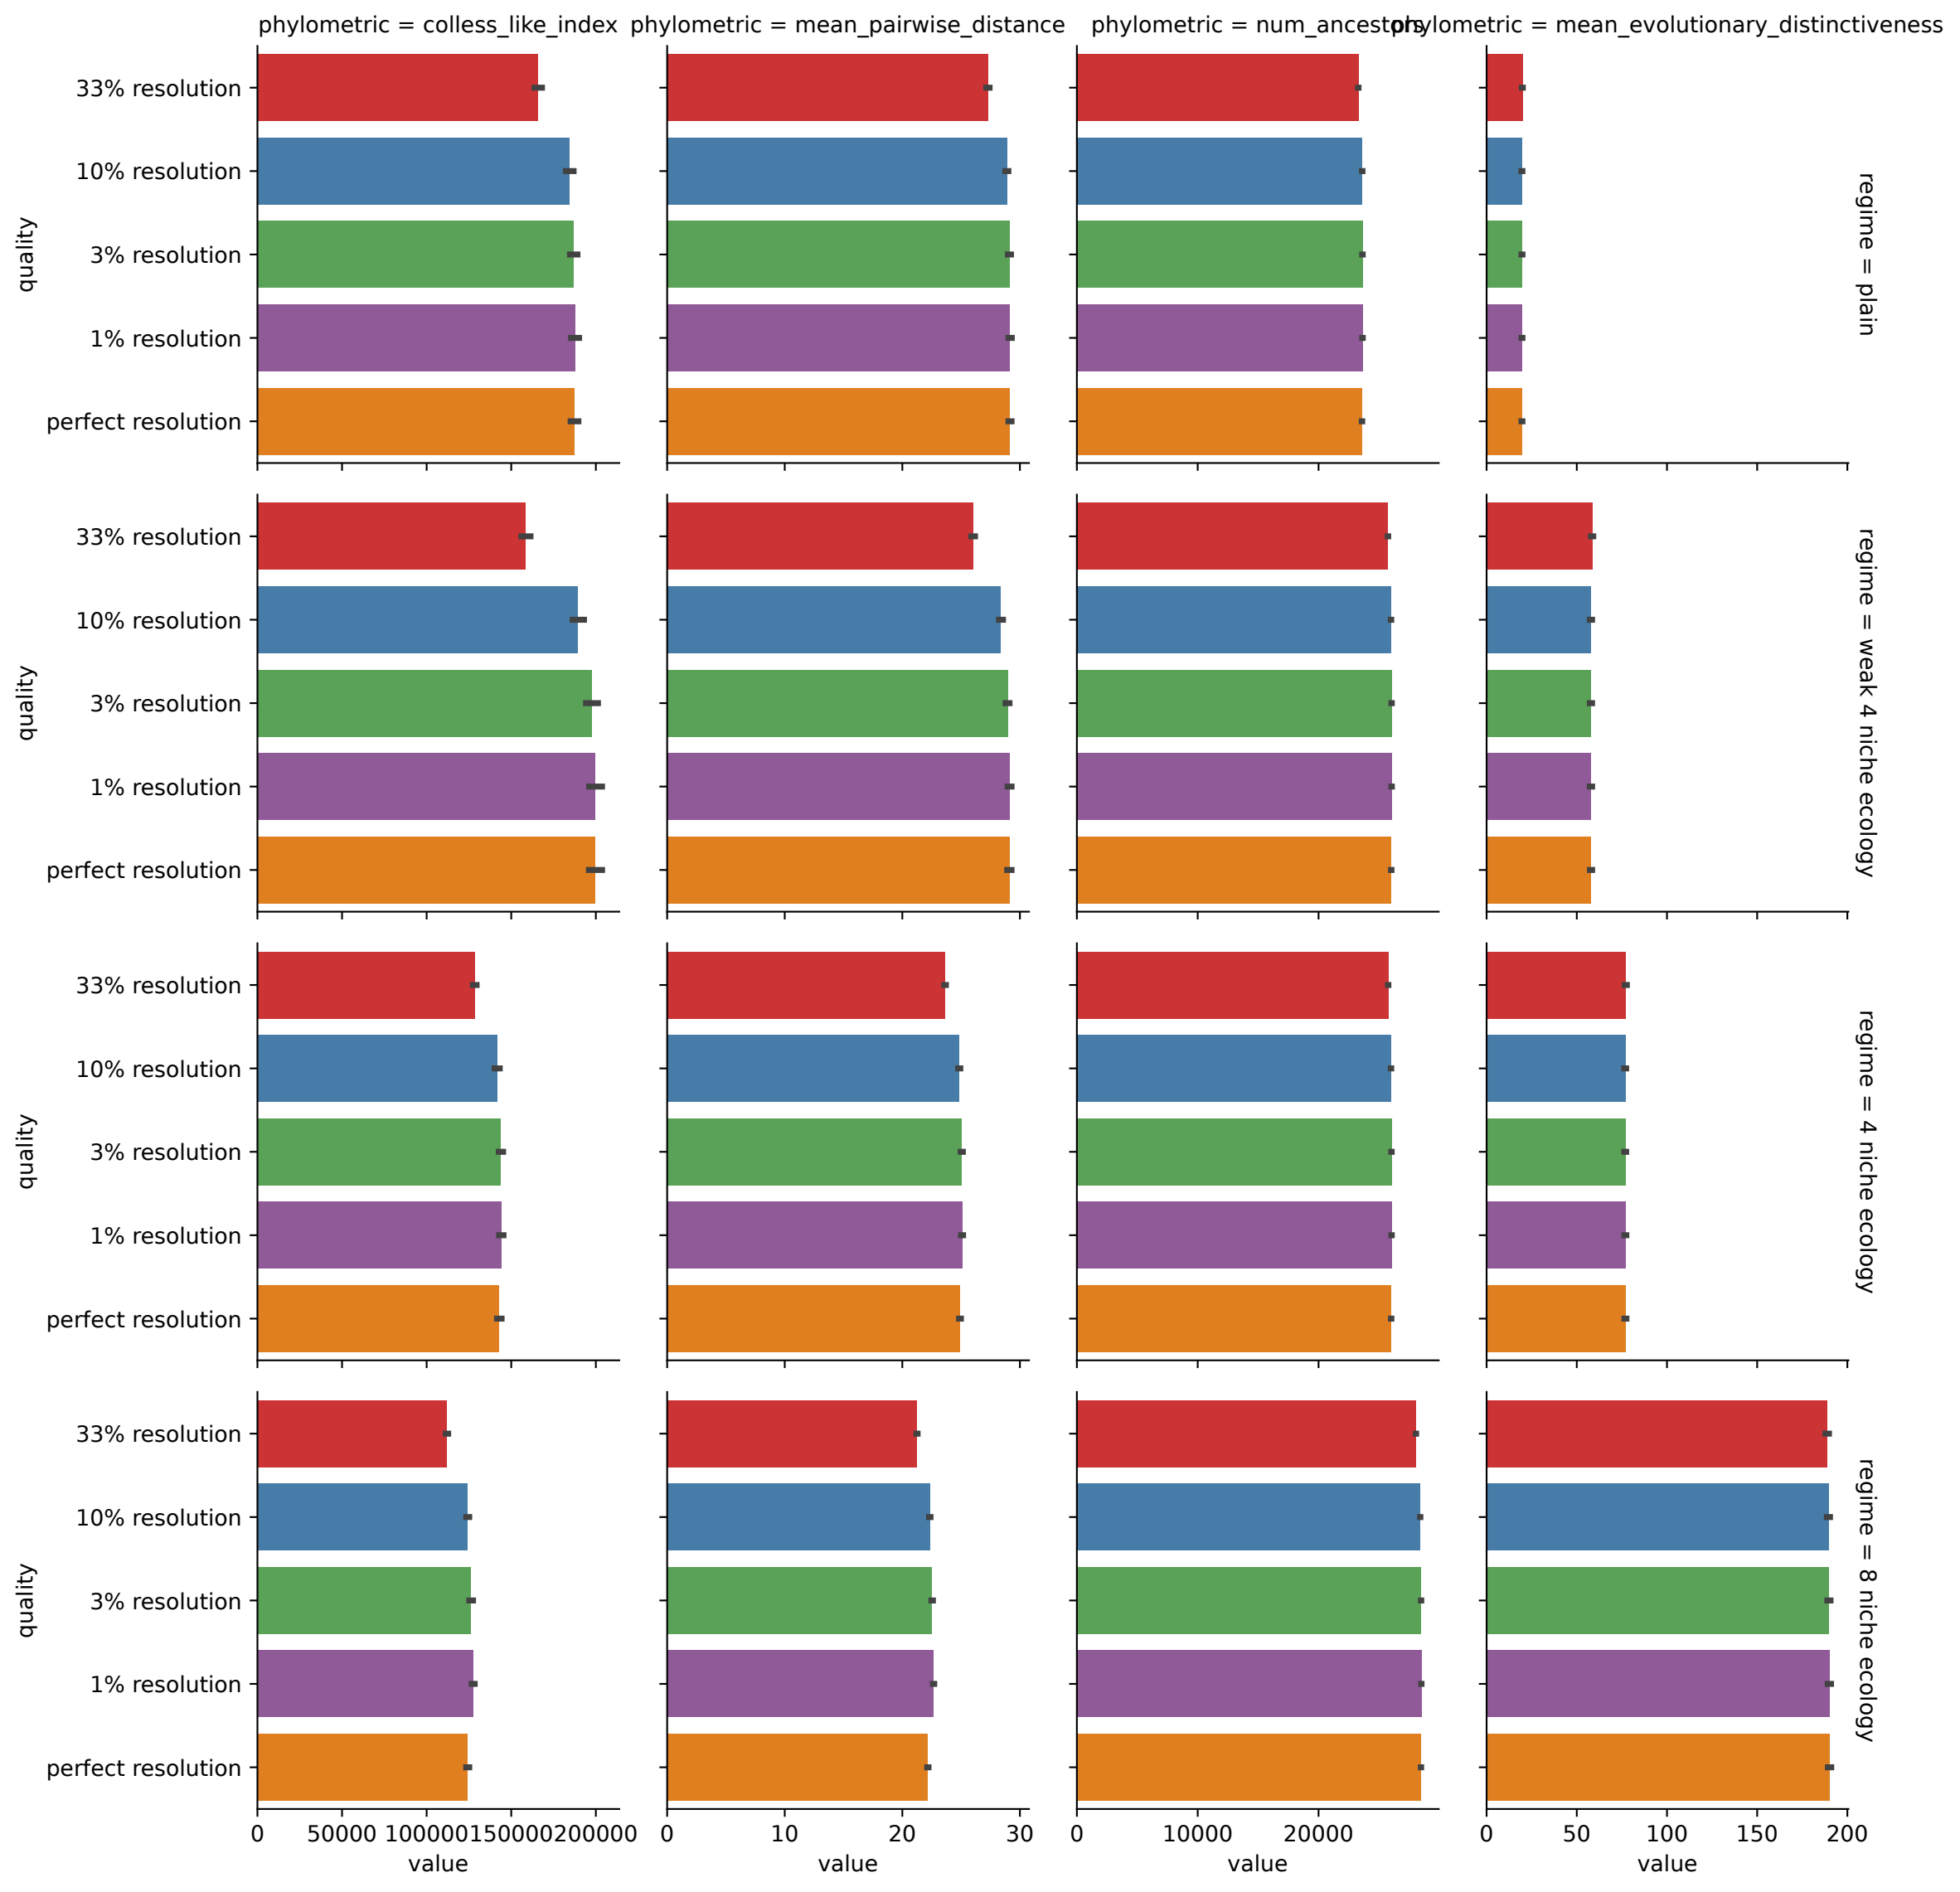 phylometric = colless_like_index
phylometric = mean_pairwise_distance
phylometric = num_ancestors
phylometric = mean_evolutionary_distinctiveness
quality
33% resolution
10% resolution
3% resolution
1% resolution
perfect resolution
regime = plain
quality
33% resolution
10% resolution
3% resolution
1% resolution
perfect resolution
regime = weak 4 niche ecology
quality
33% resolution
10% resolution
3% resolution
1% resolution
perfect resolution
regime = 4 niche ecology
quality
33% resolution
10% resolution
3% resolution
1% resolution
perfect resolution
regime = 8 niche ecology
0 50000 100000 150000 200000
0 10 20 30
0 10000 20000
0 50 100 150 200
value
value
value
value